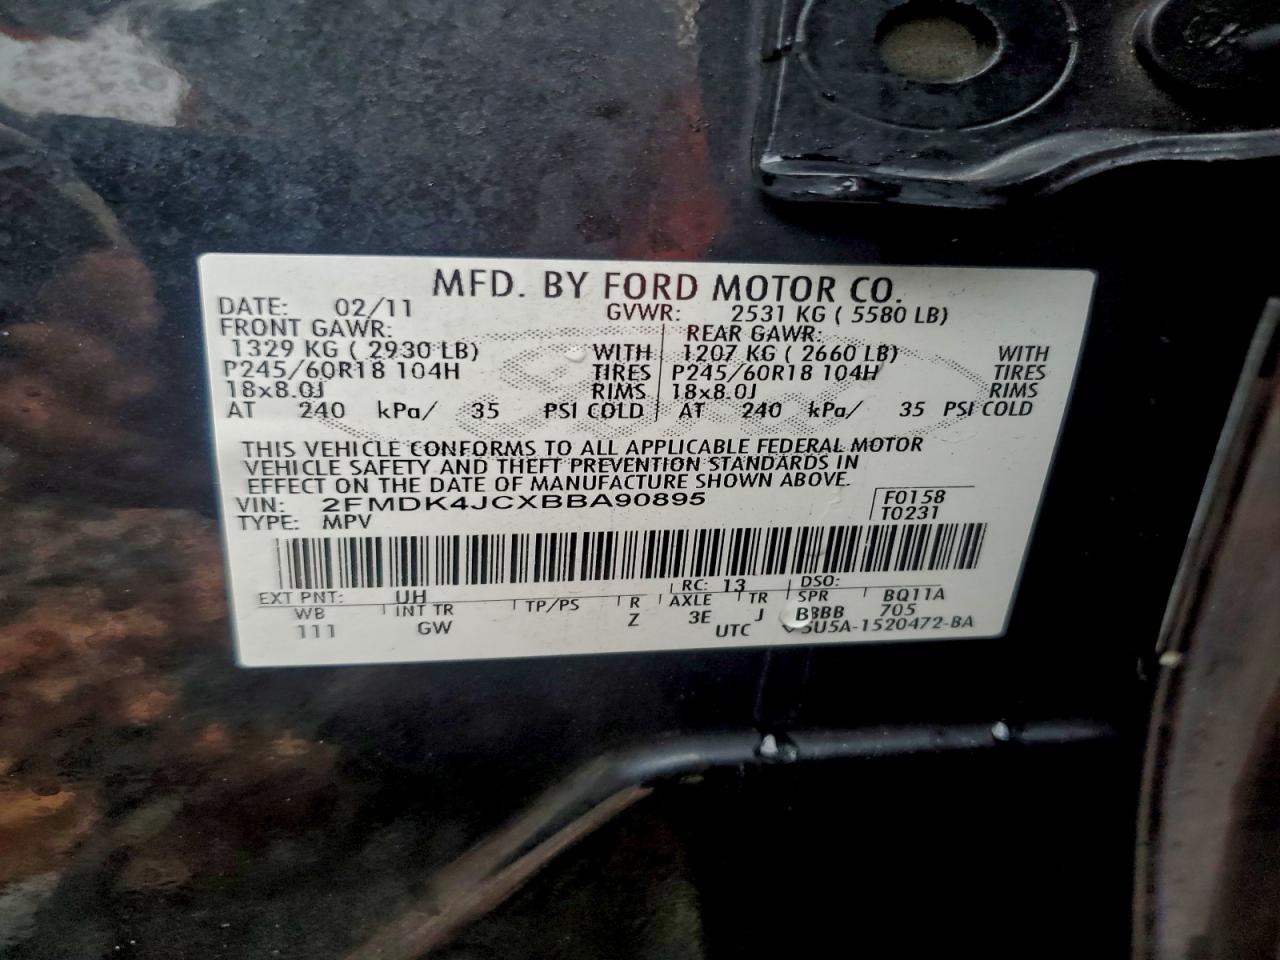 MFD. BY FORD MOTOR CO.
DATE: 02/11 GVWR: 2531 KG ( 5580 LB)
FRONT GAWR: REAR GAWR:
1329 KG ( 2930 LB) WITH 1207 KG ( 2660 LB) WITH
P245/60R18 104H TIRES P245/60R18 104H TIRES
18x8.0J RIMS 18x8.0J RIMS
AT 240 kPa/ 35 PSI COLD AT 240 kPa/ 35 PSI COLD
THIS VEHICLE CONFORMS TO ALL APPLICABLE FEDERAL MOTOR
VEHICLE SAFETY AND THEFT PREVENTION STANDARDS IN
EFFECT ON THE DATE OF MANUFACTURE SHOWN ABOVE.
VIN: 2FMDK4JCXBBA90895 F0158
TYPE: MPV T0231
EXT PNT: UH RC: 13 DSO:
WB INT TR TP/PS R AXLE TR SPR BQ11A
111 GW Z 3E J BBBB 705
UTC 5U5A-1520472-BA